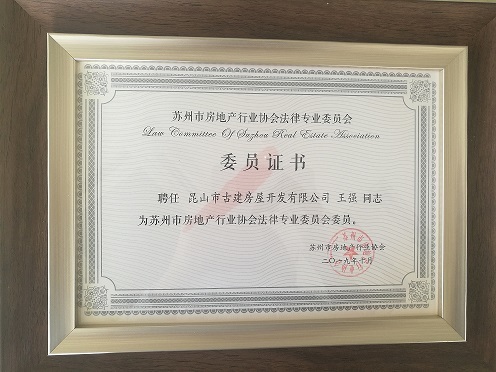 苏州市房地产行业协会法律专业委员会
Law Committee Of Suzhou Real Estate Association
委员证书
聘任 昆山市古建房屋开发有限公司 王强 同志
为苏州市房地产行业协会法律专业委员会委员。
苏州市房地产行业协会
二〇一九年十月